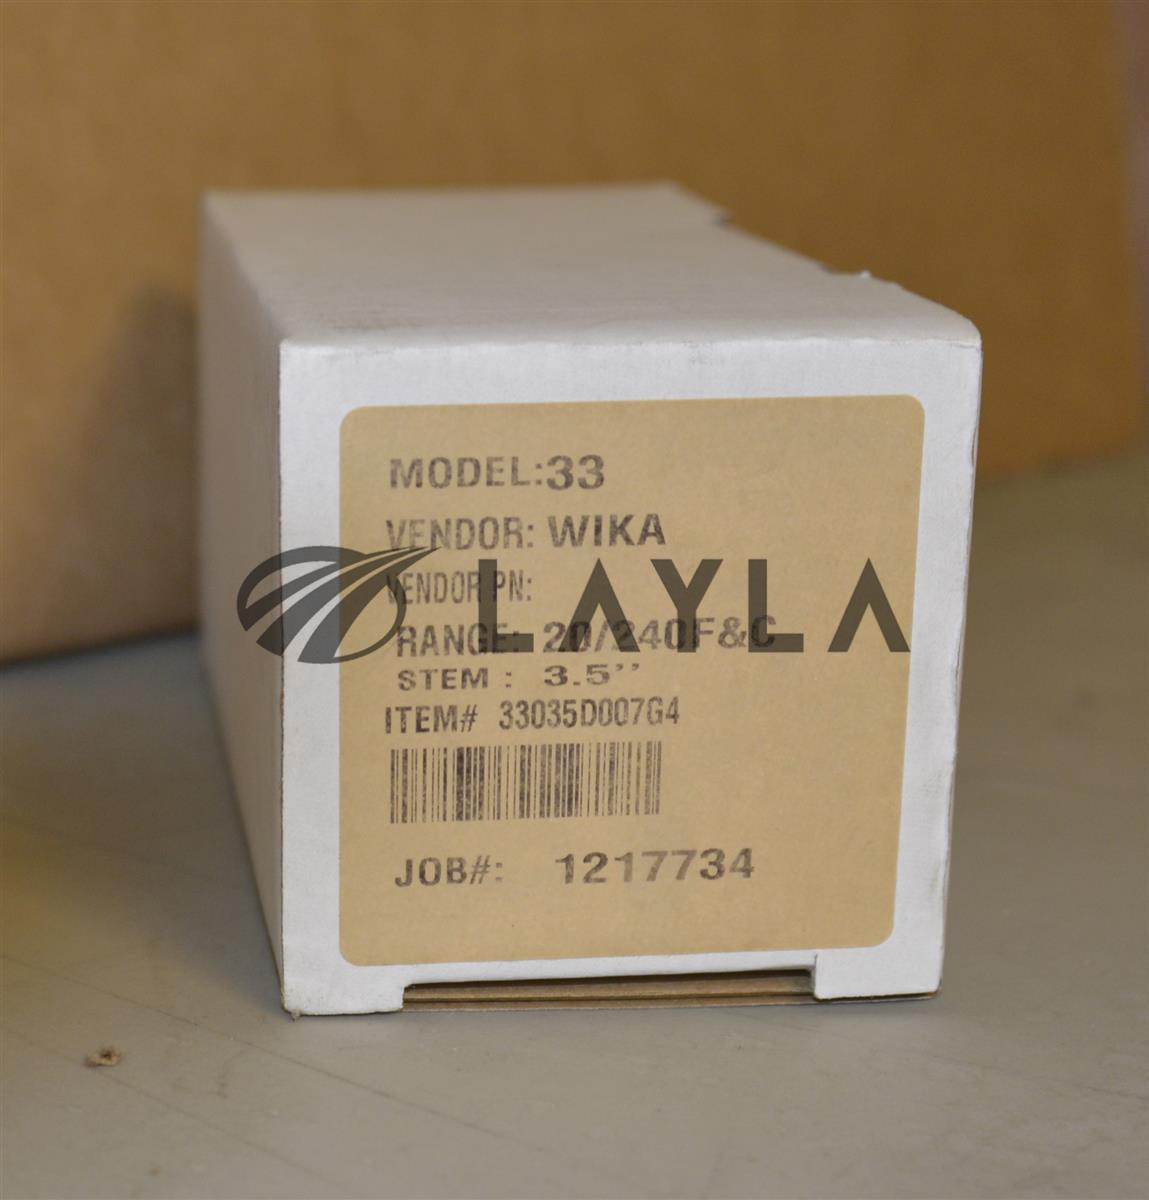 MODEL:33
VENDOR: WIKA
VENDOR PN:
LAYLA
RANGE: 20/240F&C
STEM : 3.5''
ITEM# 33035D007G4
JOB#: 1217734